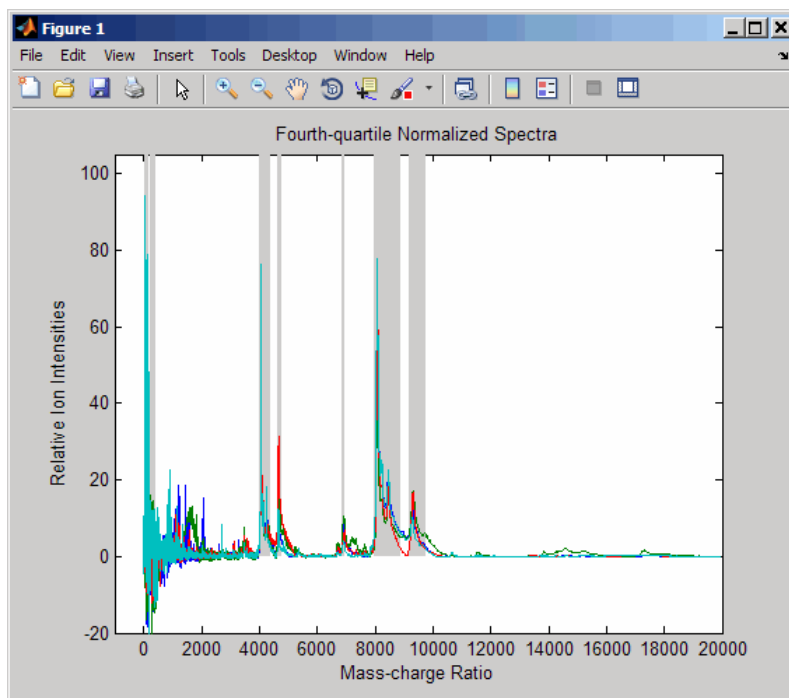 Figure 1
File Edit View Insert Tools Desktop Window Help
Fourth-quartile Normalized Spectra
100
80
60
40
20
0
-20
Relative Ion Intensities
0 2000 4000 6000 8000 10000 12000 14000 16000 18000 20000
Mass-charge Ratio